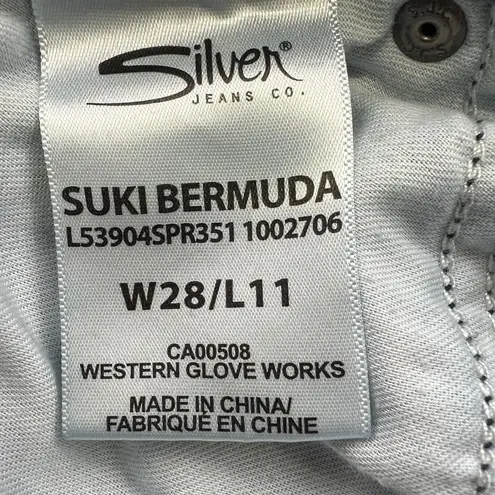 Silver®
JEANS CO.
SUKI BERMUDA
L53904SPR351 1002706
W28/L11
CA00508
WESTERN GLOVE WORKS
MADE IN CHINA/
FABRIQUÉ EN CHINE